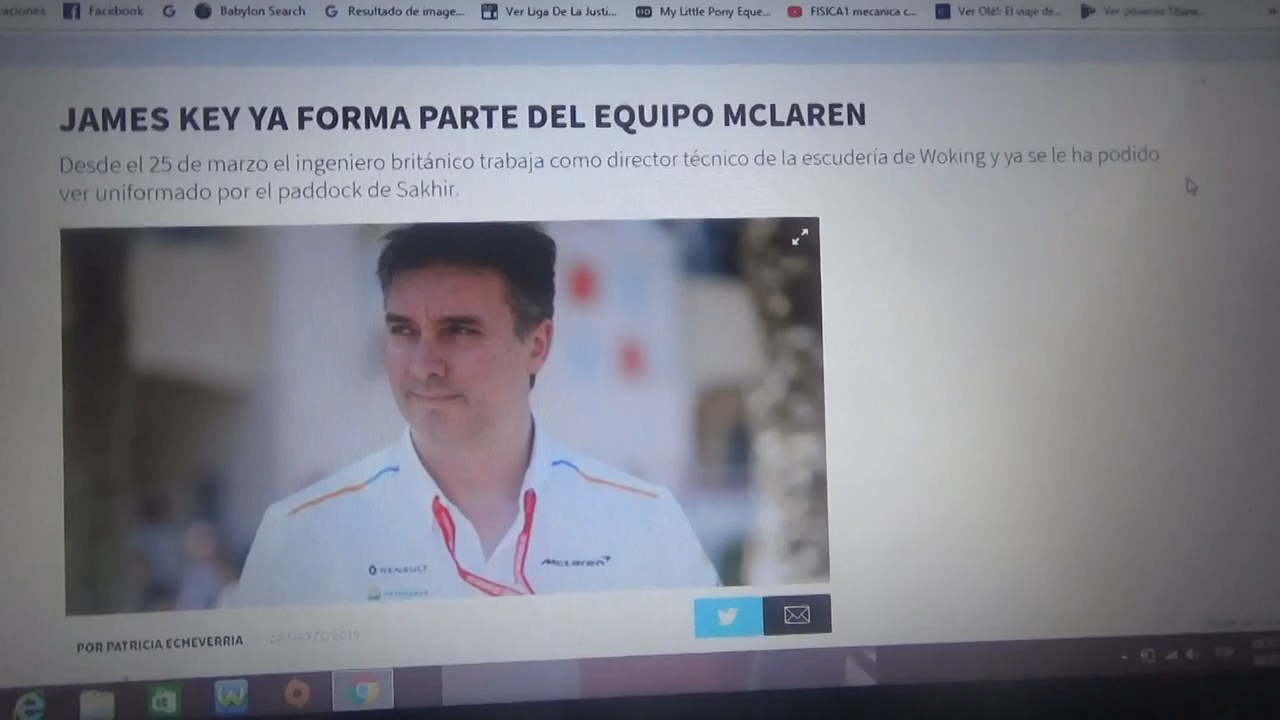 Facebook
Babylon Search
Resultado de image...
Ver Liga De La Justi...
My Little Pony Eque...
FISICA1 mecanica c...
Ver Olé!: El viaje de...
JAMES KEY YA FORMA PARTE DEL EQUIPO MCLAREN
Desde el 25 de marzo el ingeniero británico trabaja como director técnico de la escudería de Woking y ya se le ha podido
ver uniformado por el paddock de Sakhir.
RENAULT
McLaren
POR PATRICIA ECHEVERRIA